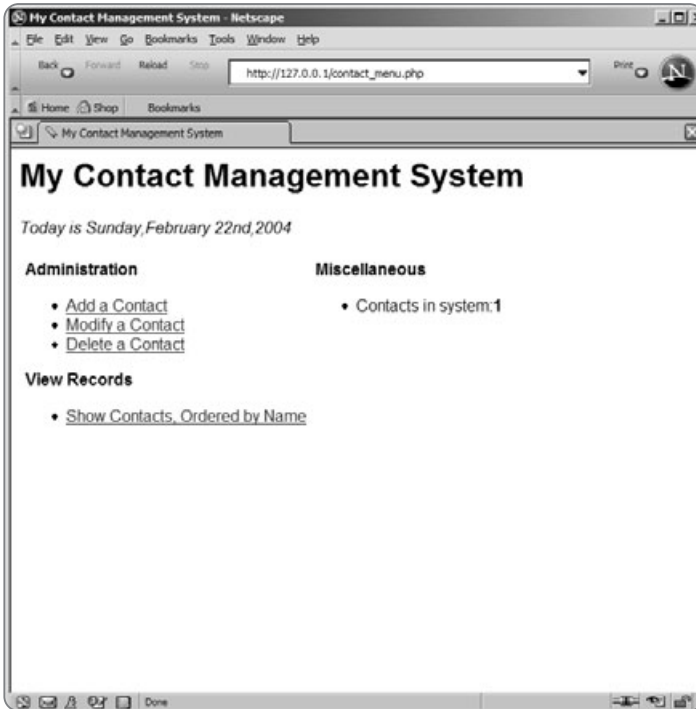 My Contact Management System - Netscape
File Edit View Go Bookmarks Tools Window Help
Back Forward Reload Stop http://127.0.0.1/contact_menu.php Print N
Home Shop Bookmarks
My Contact Management System
My Contact Management System
Today is Sunday,February 22nd,2004
Administration
Add a Contact
Modify a Contact
Delete a Contact
View Records
Show Contacts, Ordered by Name
Miscellaneous
Contacts in system:1
Done